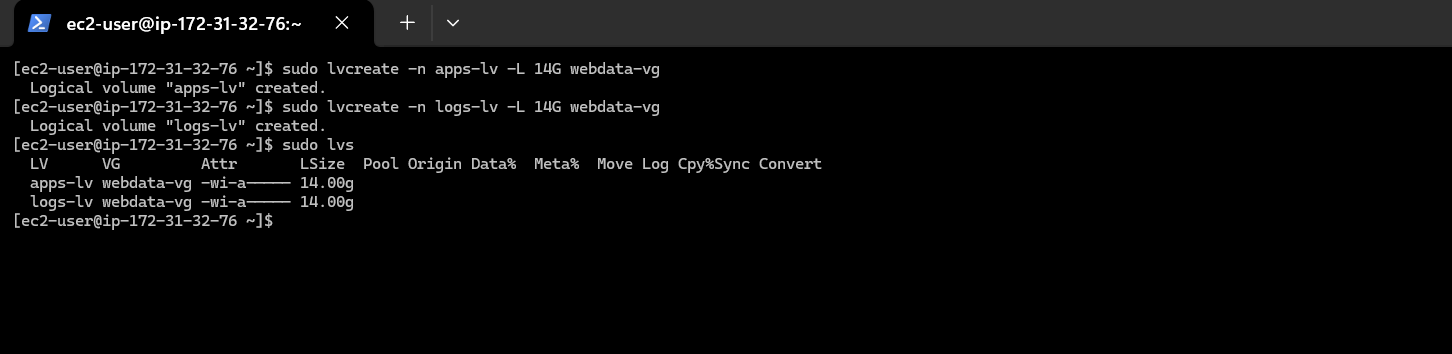 ec2-user@ip-172-31-32-76:~
[ec2-user@ip-172-31-32-76 ~]$ sudo lvcreate -n apps-lv -L 14G webdata-vg
  Logical volume "apps-lv" created.
[ec2-user@ip-172-31-32-76 ~]$ sudo lvcreate -n logs-lv -L 14G webdata-vg
  Logical volume "logs-lv" created.
[ec2-user@ip-172-31-32-76 ~]$ sudo lvs
  LV      VG         Attr       LSize  Pool Origin Data%  Meta%  Move Log Cpy%Sync Convert
  apps-lv webdata-vg -wi-a----- 14.00g
  logs-lv webdata-vg -wi-a----- 14.00g
[ec2-user@ip-172-31-32-76 ~]$